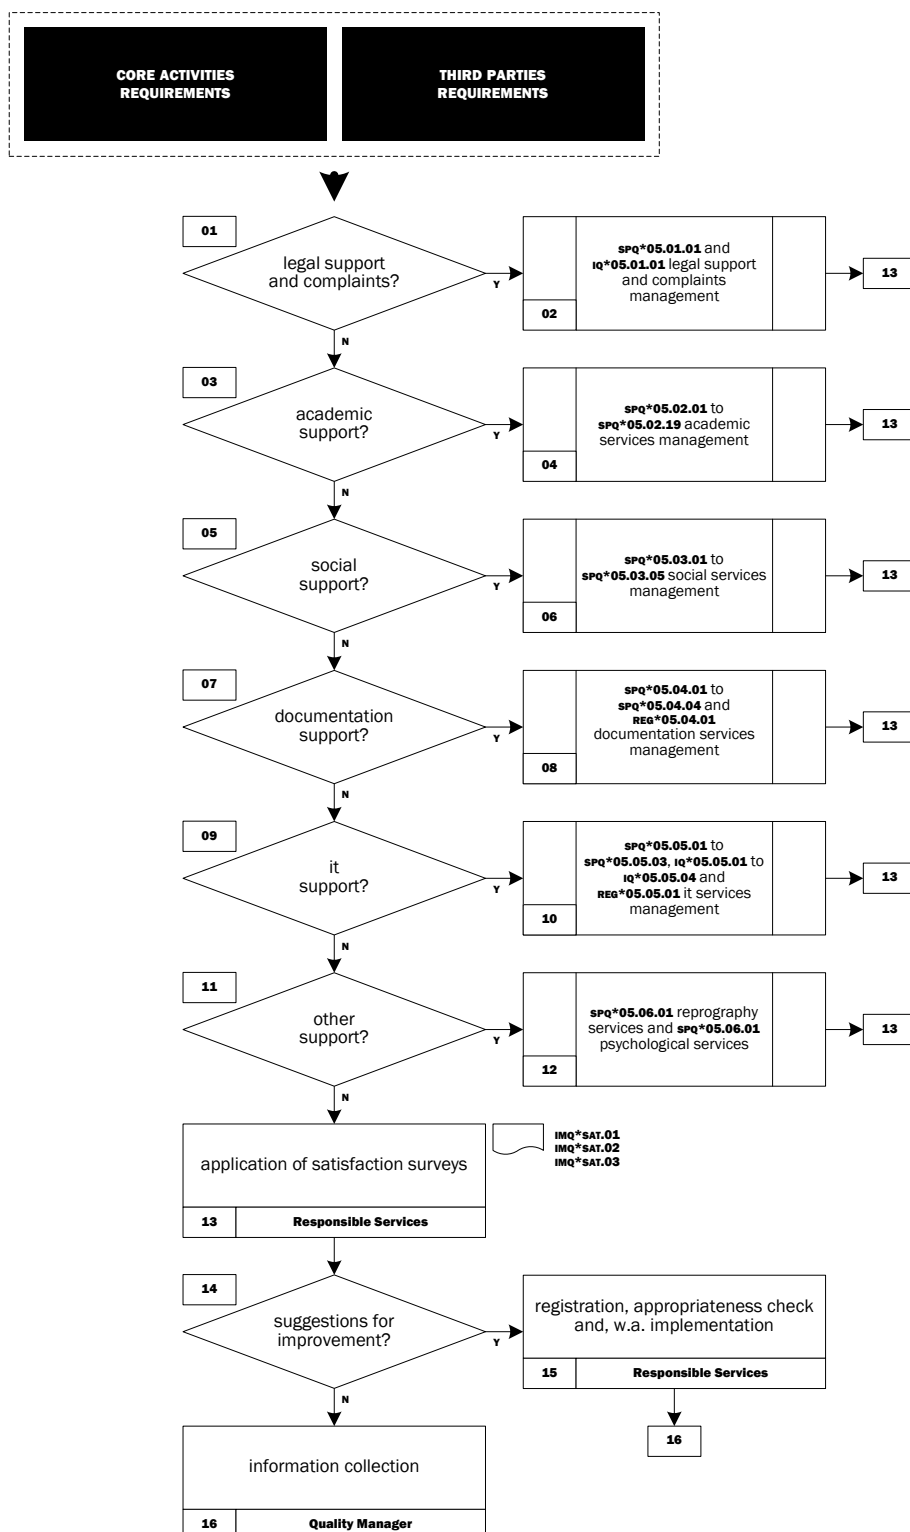 CORE ACTIVITIES
REQUIREMENTS
THIRD PARTIES
REQUIREMENTS
01
legal support
and complaints?
Y
N
SPQ*05.01.01 and
IQ*05.01.01 legal support
and complaints
management
02
13
03
academic
support?
Y
N
SPQ*05.02.01 to
SPQ*05.02.19 academic
services management
04
13
05
social
support?
Y
N
SPQ*05.03.01 to
SPQ*05.03.05 social services
management
06
13
07
documentation
support?
Y
N
SPQ*05.04.01 to
SPQ*05.04.04 and
REG*05.04.01
documentation services
management
08
13
09
it
support?
Y
N
SPQ*05.05.01 to
SPQ*05.05.03, IQ*05.05.01 to
IQ*05.05.04 and
REG*05.05.01 it services
management
10
13
11
other
support?
Y
N
SPQ*05.06.01 reprography
services and SPQ*05.06.01
psychological services
12
13
application of satisfaction surveys
13 Responsible Services
IMQ*SAT.01
IMQ*SAT.02
IMQ*SAT.03
14
suggestions for
improvement?
Y
N
registration, appropriateness check
and, w.a. implementation
15 Responsible Services
16
information collection
16 Quality Manager